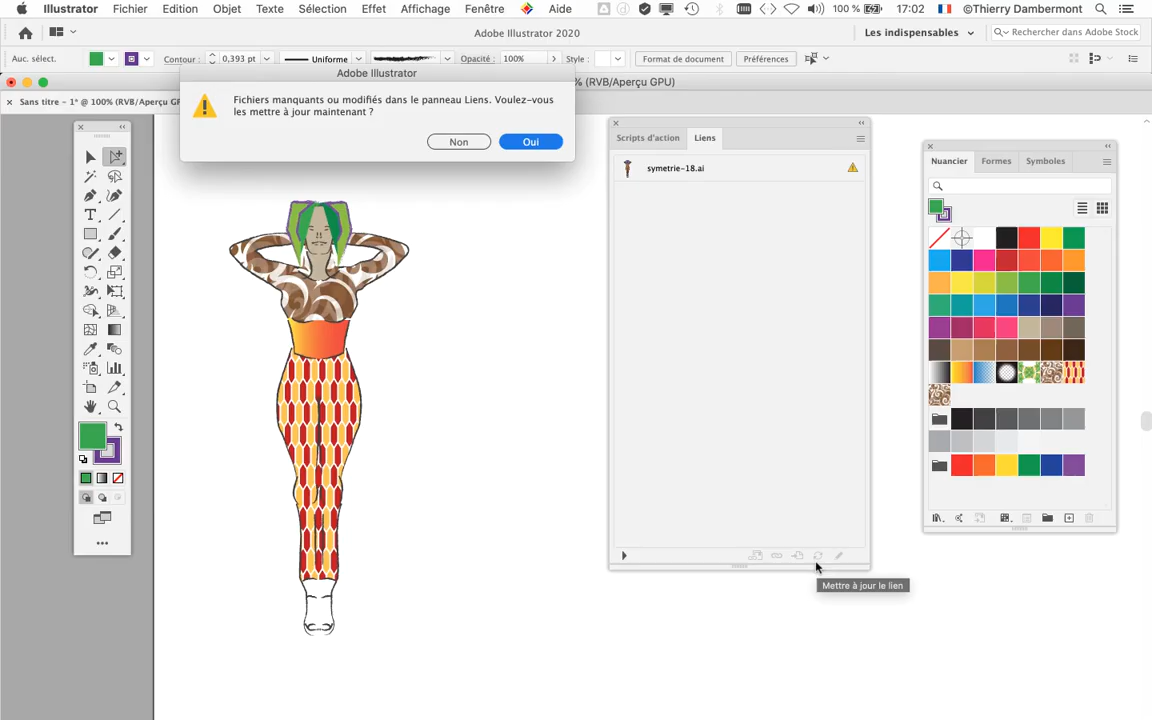 Illustrator Fichier Edition Objet Texte Sélection Effet Affichage Fenêtre Aide 100 % 17:02 ©Thierry Dambermont
Adobe Illustrator 2020
Les indispensables
Rechercher dans Adobe Stock
Auc. sélect. Contour : 0,393 pt Uniforme Opacité : 100% Style : Format de document Préférences
% (RVB/Aperçu GPU)
Sans titre - 1* @ 100% (RVB/Aperçu GP
Adobe Illustrator
Fichiers manquants ou modifiés dans le panneau Liens. Voulez-vous
les mettre à jour maintenant ?
Non Oui
Scripts d'action Liens
symetrie-18.ai
Mettre à jour le lien
Nuancier Formes Symboles